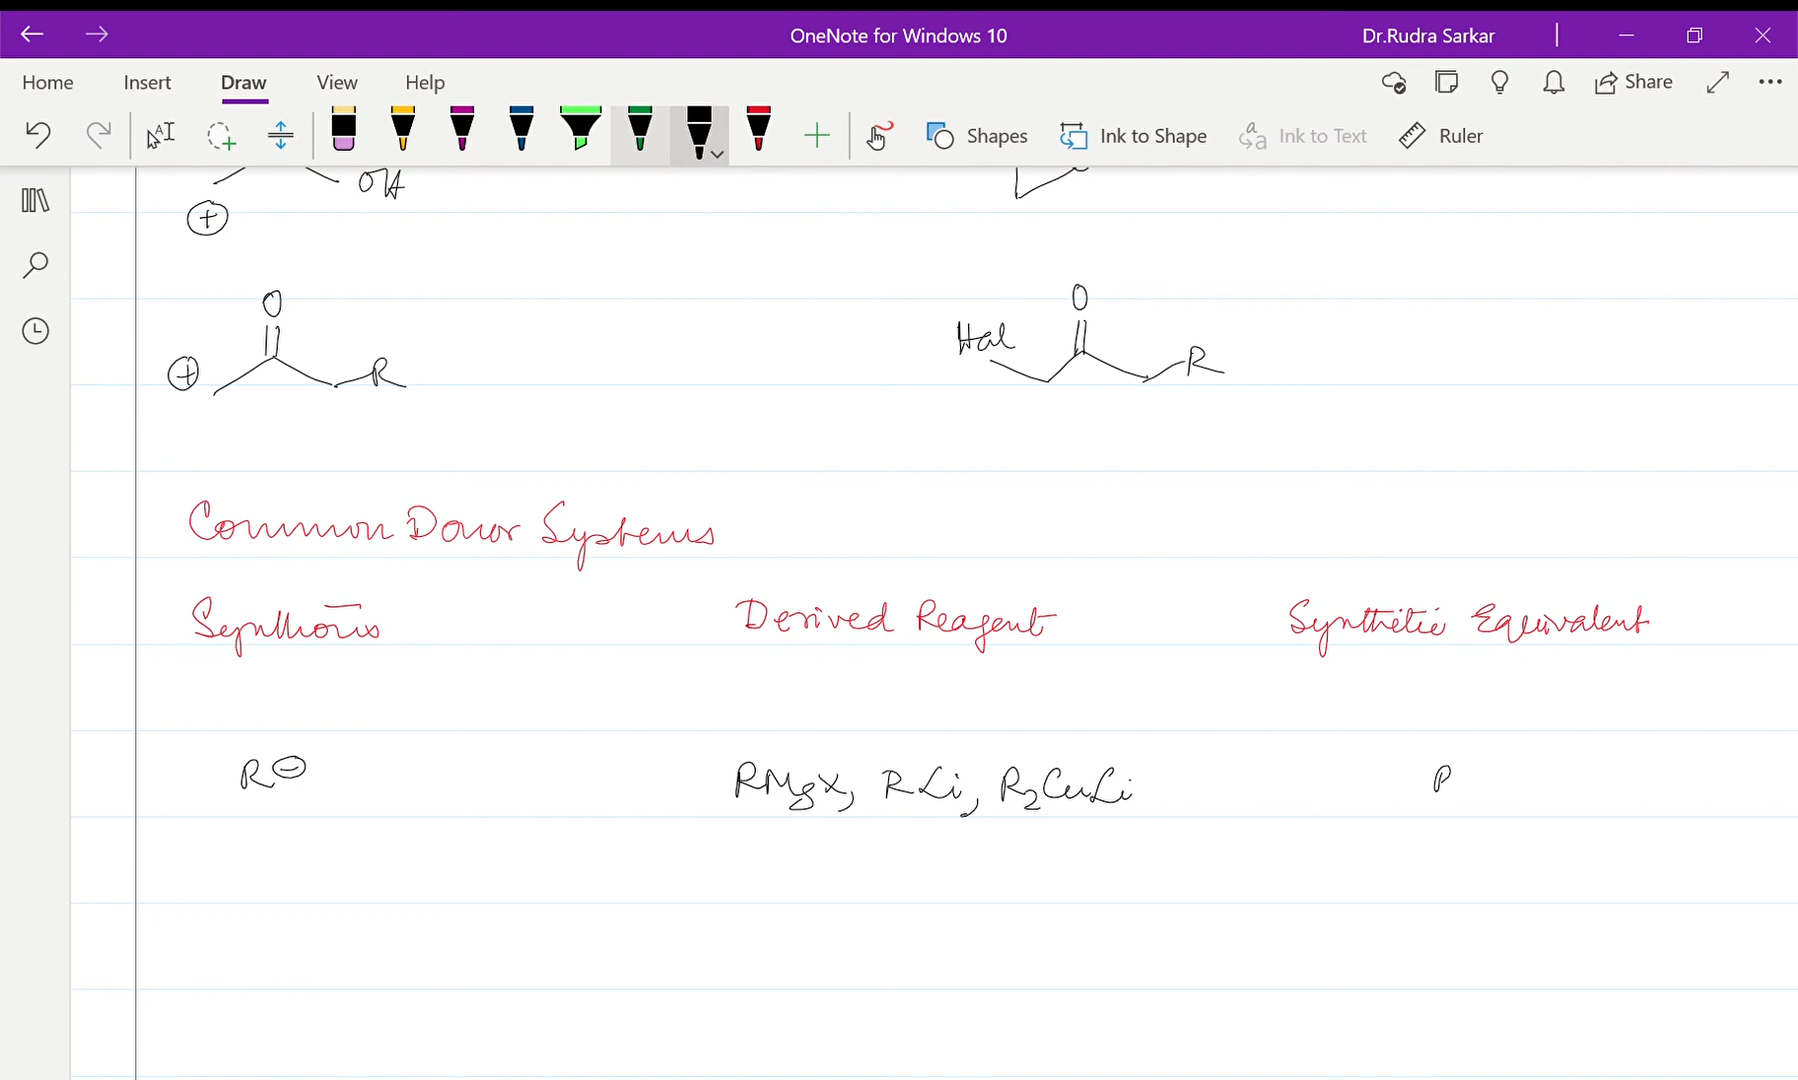 OneNote for Windows 10 Dr.Rudra Sarkar
Home Insert Draw View Help Share
Shapes Ink to Shape Ink to Text Ruler
OH
+
O O
Hal
+ R R
Common Donor Systems
Synthons Derived Reagent Synthetic Equivalent
R⊖ RMgX, RLi, R₂CuLi